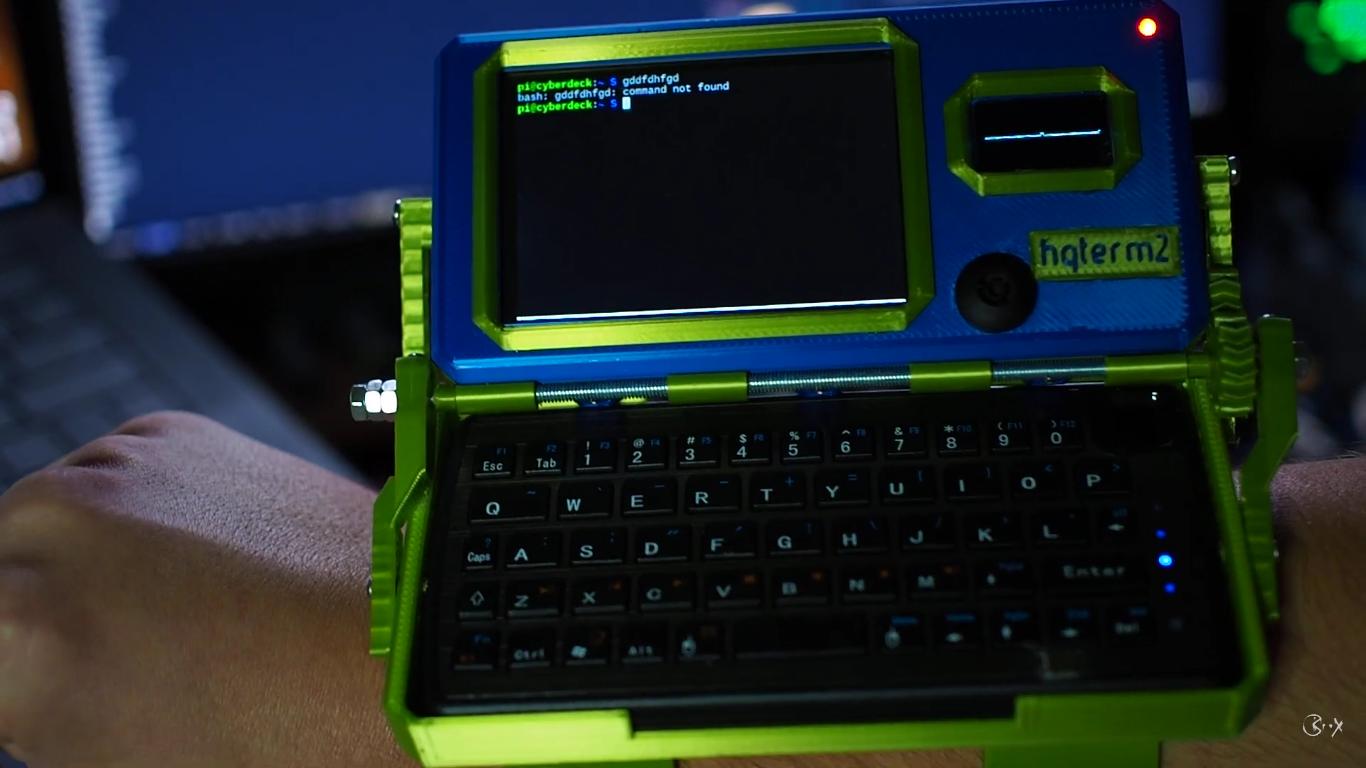 pi@cyberdeck:~ $ gddfdhfgd
bash: gddfdhfgd: command not found
pi@cyberdeck:~ $
hqterm2
F1 F2 F3 F4 F5 F6 F7 F8 F9 F10 F11 F12
Esc Tab ! 1 @ 2 # 3 $ 4 % 5 ^ 6 & 7 * 8 ( 9 ) 0
Q W E R T Y U I O P
Caps A S D F G H J K L
Z X C V B N M Enter
Fn Ctrl Alt Del